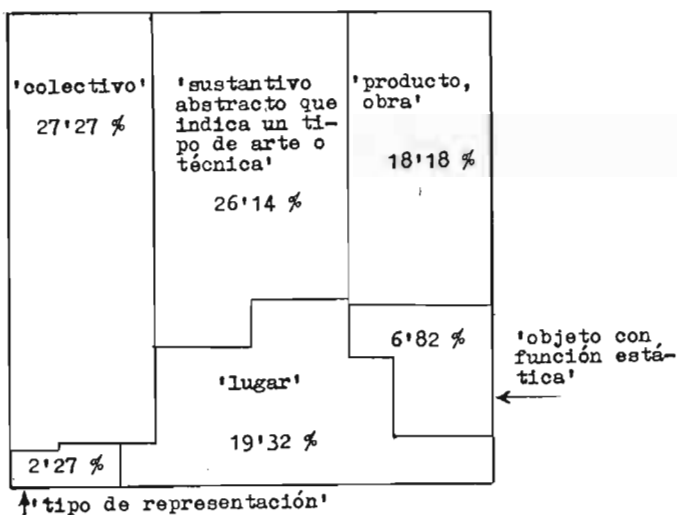 'colectivo'
27'27 %
'sustantivo
abstracto que
indica un ti-
po de arte o
técnica'
26'14 %
'producto,
obra'
18'18 %
6'82 %
'objeto con
función está-
tica'
'lugar'
19'32 %
2'27 %
'tipo de representación'